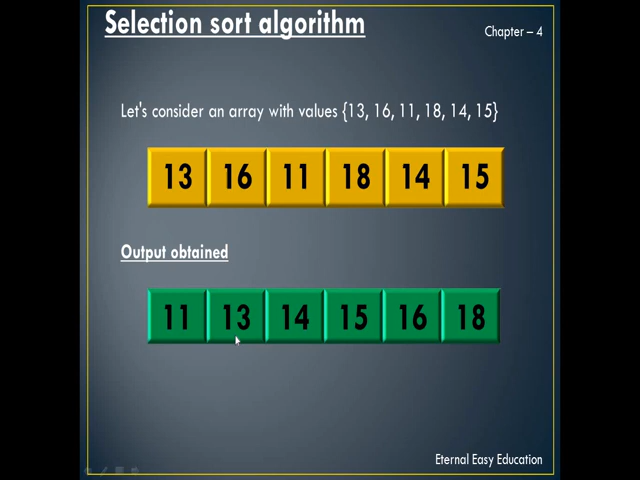 Selection sort algorithm
Chapter – 4
Let's consider an array with values {13, 16, 11, 18, 14, 15}
13 16 11 18 14 15
Output obtained
11 13 14 15 16 18
Eternal Easy Education